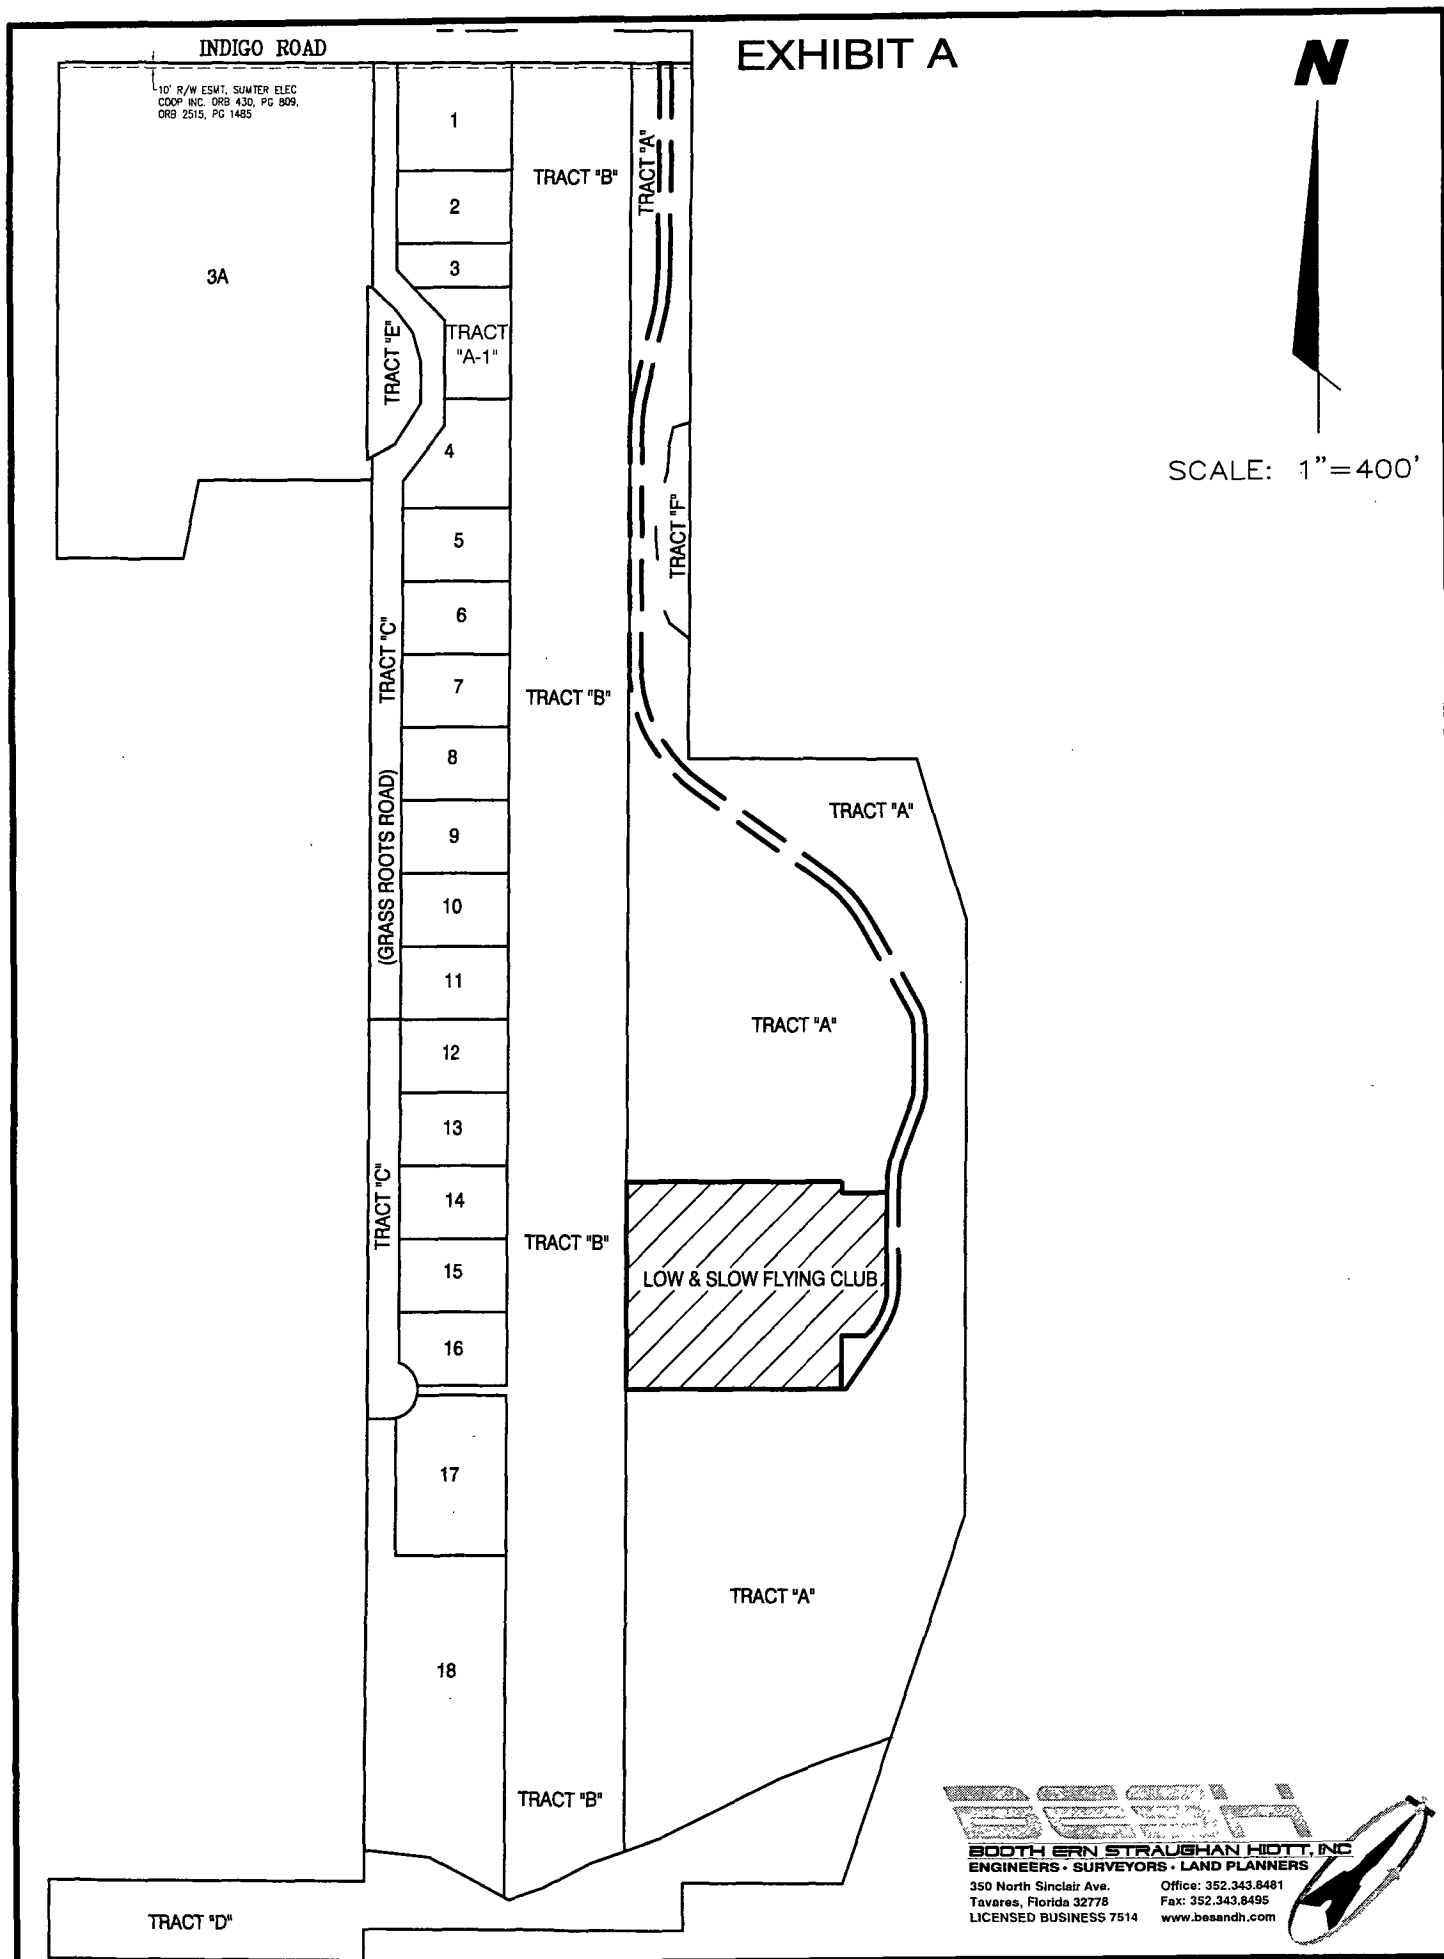 INDIGO ROAD
EXHIBIT A
N
10' R/W ESMT, SUMTER ELEC
COOP INC. ORB 430, PG 809,
ORB 2515, PG 1485
1
TRACT "B"
TRACT "A"
2
3
3A
TRACT "E"
TRACT
"A-1"
4
SCALE: 1"=400'
TRACT "F"
5
6
TRACT "C"
7
TRACT "B"
8
TRACT "A"
(GRASS ROOTS ROAD)
9
10
11
TRACT "A"
12
13
TRACT "C"
14
TRACT "B"
15
LOW & SLOW FLYING CLUB
16
17
TRACT "A"
18
TRACT "B"
BESH
BOOTH ERN STRAUGHAN HIOTT, INC
ENGINEERS • SURVEYORS • LAND PLANNERS
350 North Sinclair Ave. Office: 352.343.8481
Tavares, Florida 32778 Fax: 352.343.8495
LICENSED BUSINESS 7514 www.besandh.com
TRACT "D"